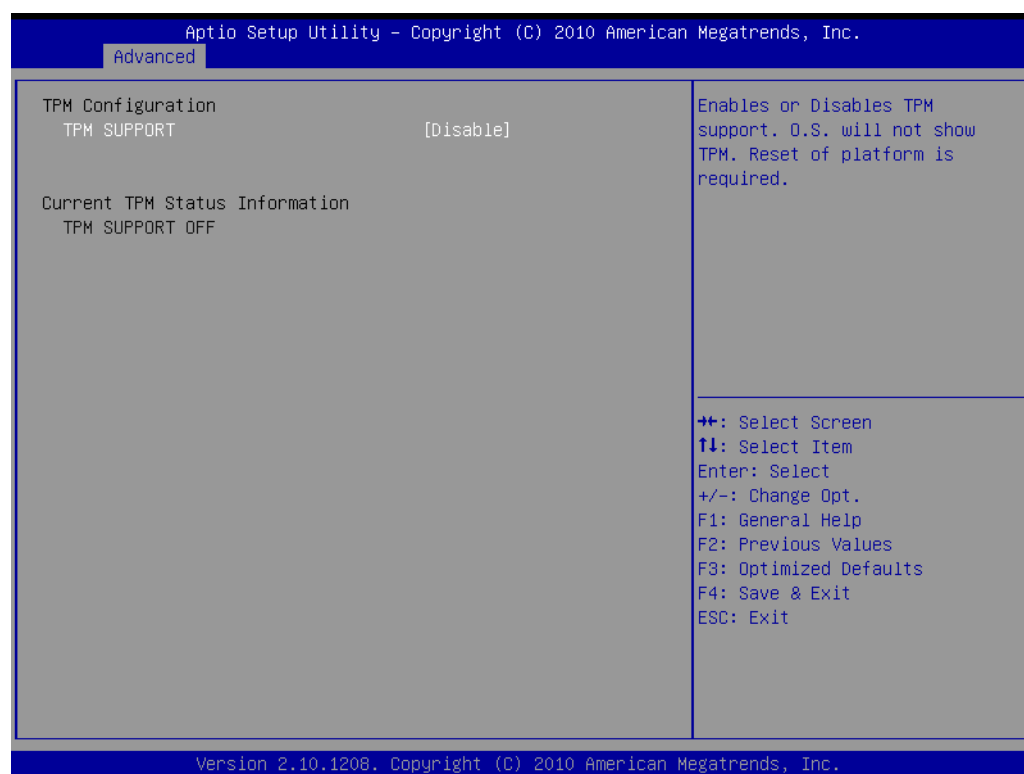 Aptio Setup Utility – Copyright (C) 2010 American Megatrends, Inc.
Advanced
TPM Configuration
TPM SUPPORT [Disable]
Current TPM Status Information
TPM SUPPORT OFF
Enables or Disables TPM
support. O.S. will not show
TPM. Reset of platform is
required.
→←: Select Screen
↑↓: Select Item
Enter: Select
+/-: Change Opt.
F1: General Help
F2: Previous Values
F3: Optimized Defaults
F4: Save & Exit
ESC: Exit
Version 2.10.1208. Copyright (C) 2010 American Megatrends, Inc.